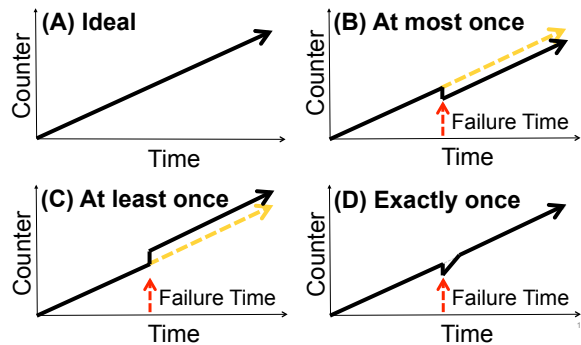 (A) Ideal
Counter
Time
(B) At most once
Counter
Failure Time
Time
(C) At least once
Counter
Failure Time
Time
(D) Exactly once
Counter
Failure Time
Time
1